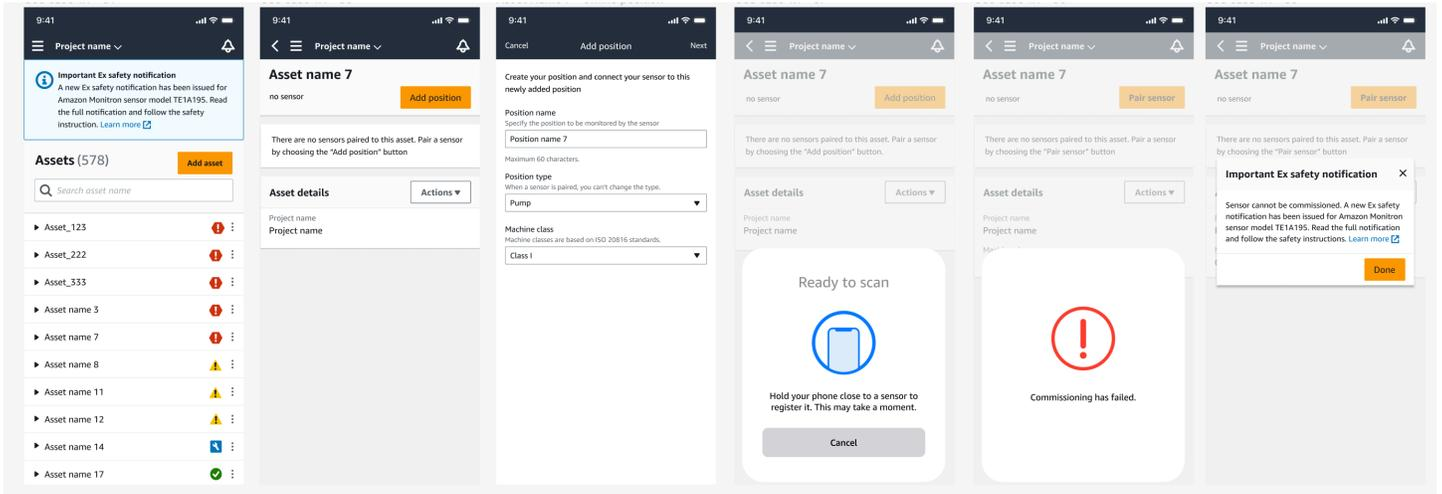 9:41
Project name
Important Ex safety notification
A new Ex safety notification has been issued for
Amazon Monitron sensor model TE1A195. Read
the full notification and follow the safety
instruction. Learn more
Assets (578)
Add asset
Search asset name
Asset_123
Asset_222
Asset_333
Asset name 3
Asset name 7
Asset name 8
Asset name 11
Asset name 12
Asset name 14
Asset name 17
9:41
Project name
Asset name 7
no sensor
Add position
There are no sensors paired to this asset. Pair a sensor
by choosing the “Add position” button
Asset details
Actions
Project name
Project name
9:41
Cancel
Add position
Next
Create your position and connect your sensor to this
newly added position
Position name
Specify the position to be monitored by the sensor
Position name 7
Maximum 60 characters.
Position type
When a sensor is paired, you can't change the type.
Pump
Machine class
Machine classes are based on ISO 20816 standards.
Class I
9:41
Project name
Asset name 7
no sensor
Add position
There are no sensors paired to this asset. Pair a sensor
by choosing the “Add position” button.
Asset details
Actions
Project name
Project name
Ready to scan
Hold your phone close to a sensor to
register it. This may take a moment.
Cancel
9:41
Project name
Asset name 7
no sensor
Pair sensor
There are no sensors paired to this asset. Pair a sensor
by choosing the “Pair sensor” button
Asset details
Actions
Project name
Project name
Commissioning has failed.
9:41
Project name
Asset name 7
no sensor
Pair sensor
There are no sensors paired to this asset. Pair a sensor
by choosing the “Pair sensor” button
Important Ex safety notification
Sensor cannot be commissioned. A new Ex safety
notification has been issued for Amazon Monitron
sensor model TE1A195. Read the full notification
and follow the safety instructions. Learn more
Done